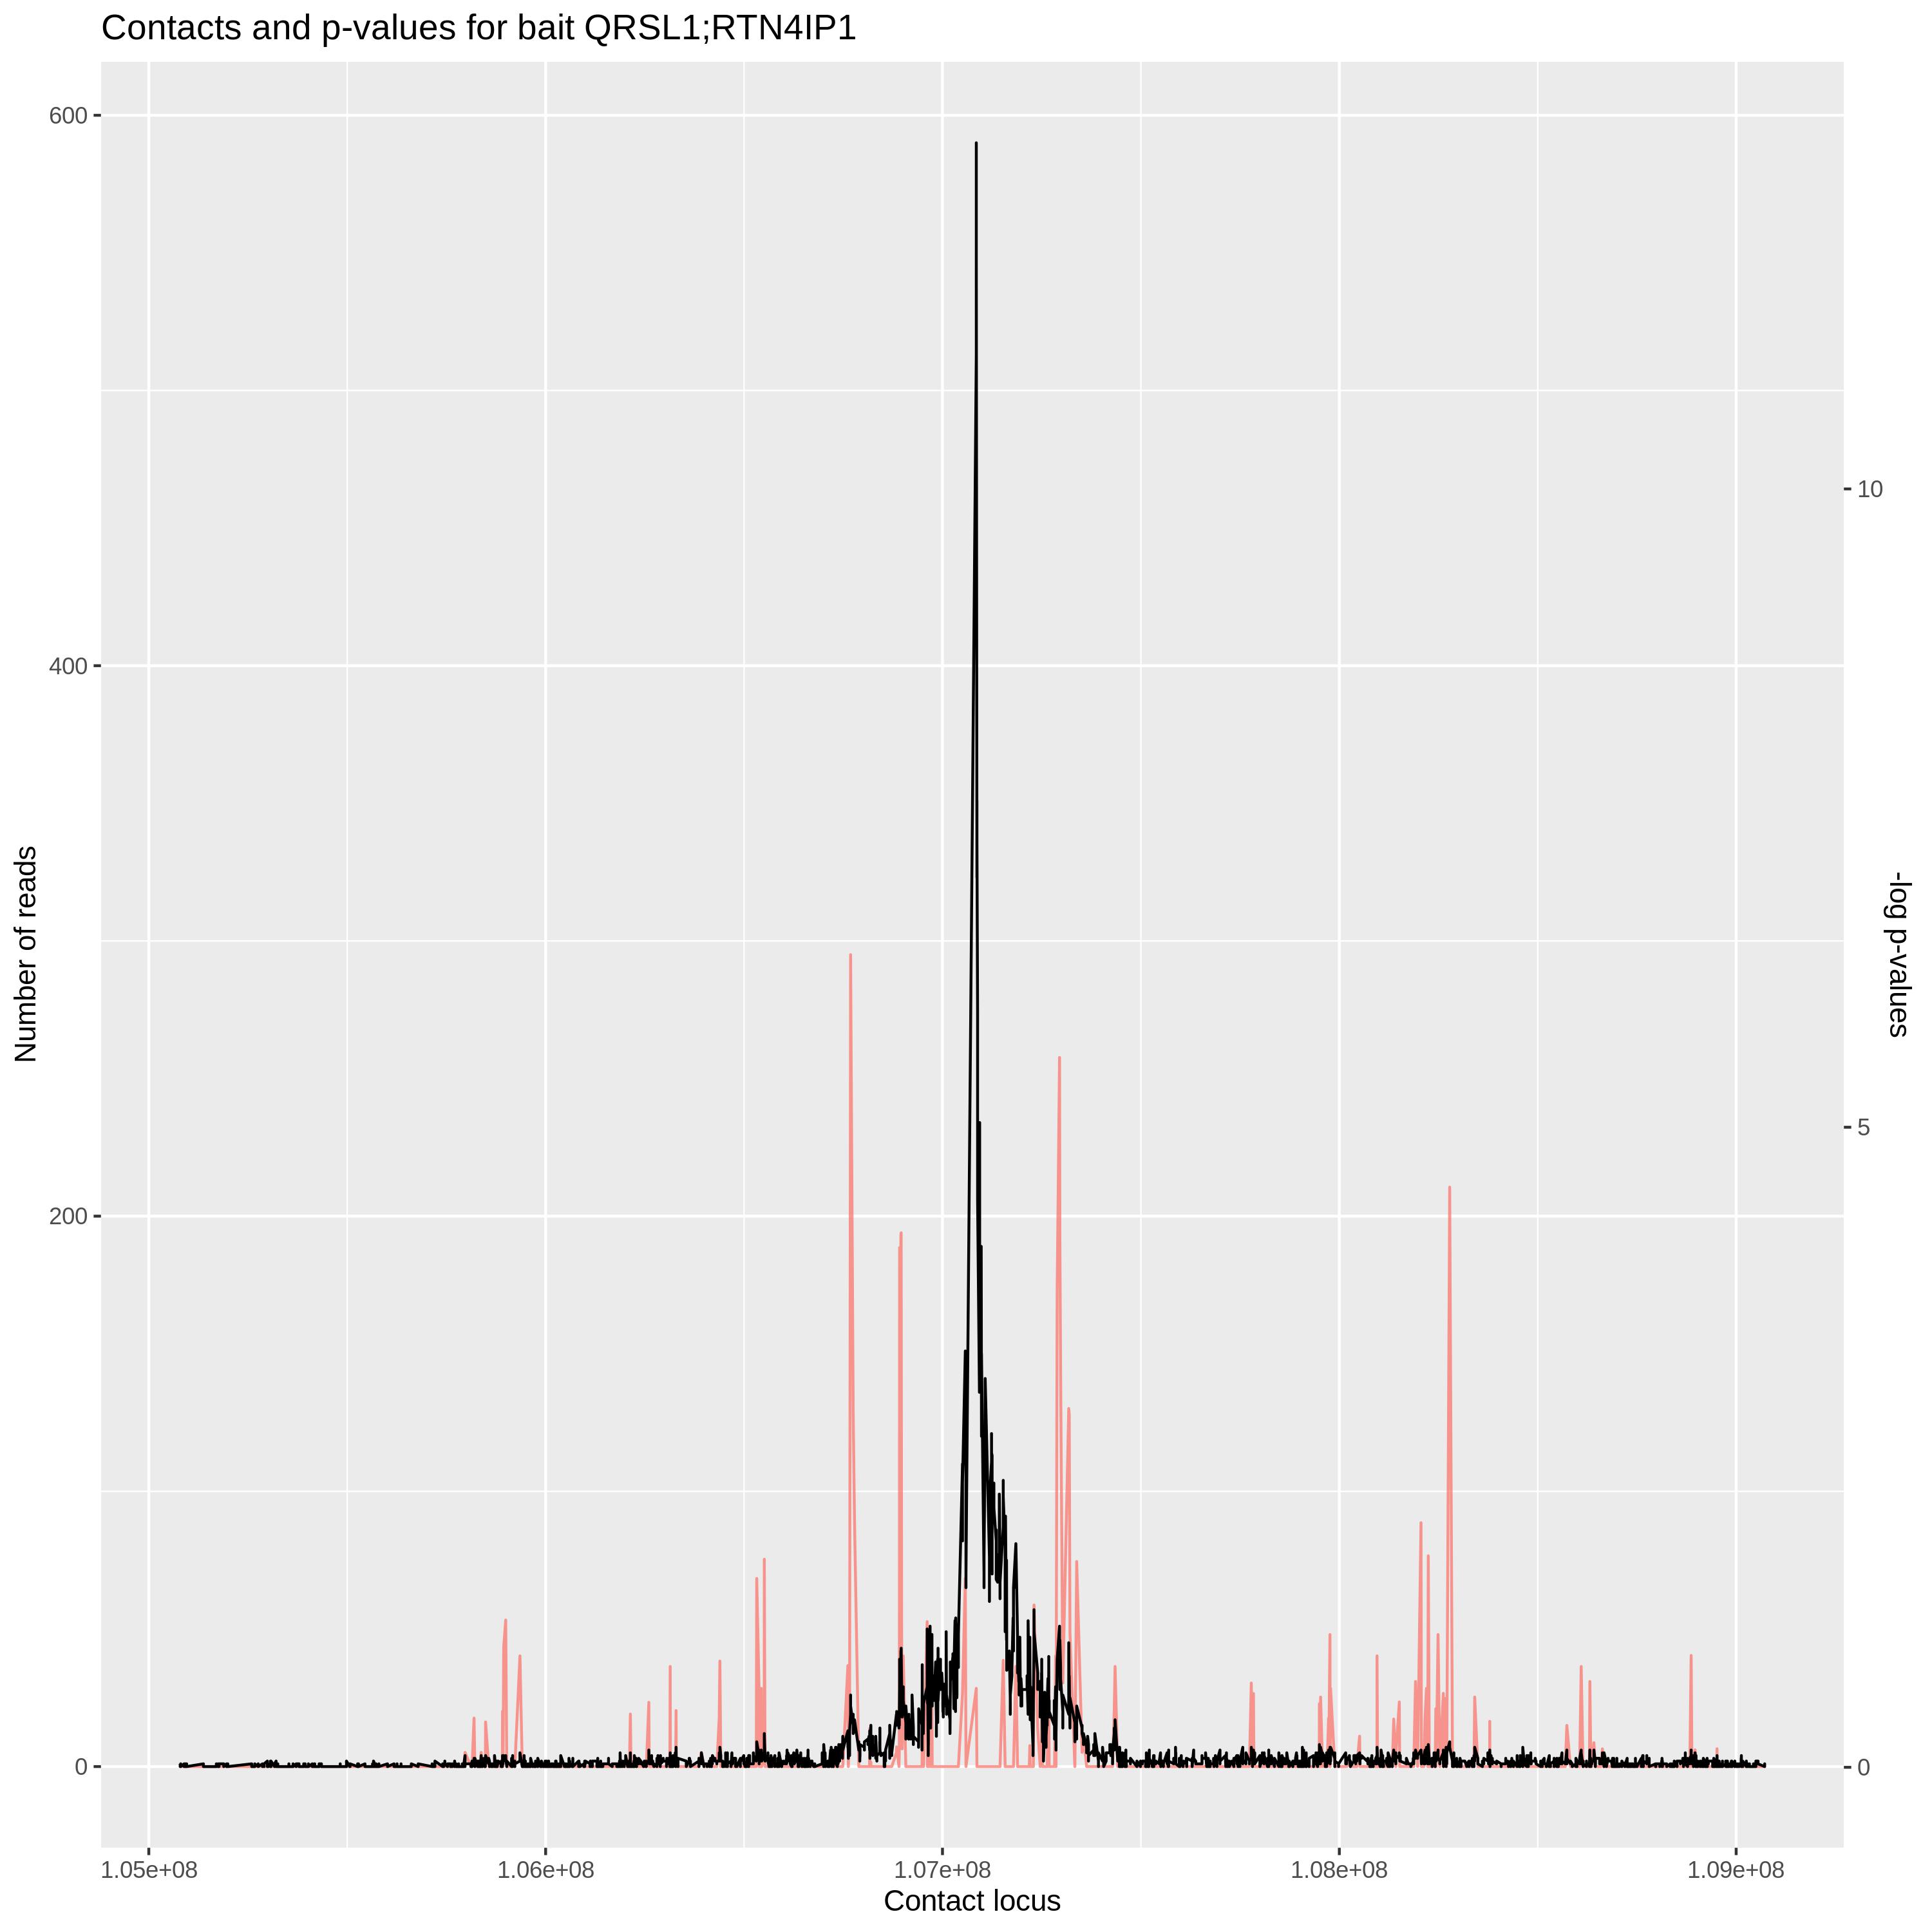 Contacts and p-values for bait QRSL1;RTN4IP1
600
400
200
0
Number of reads
10
5
0
-log p-values
1.05e+08 1.06e+08 1.07e+08 1.08e+08 1.09e+08
Contact locus